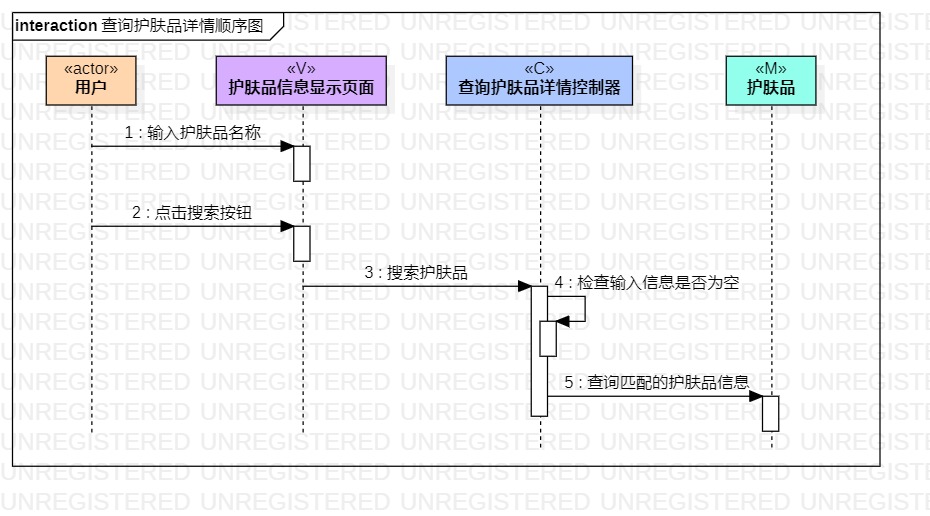 interaction 查询护肤品详情顺序图
«actor»
用户
«V»
护肤品信息显示页面
«C»
查询护肤品详情控制器
«M»
护肤品
1 : 输入护肤品名称
2 : 点击搜索按钮
3 : 搜索护肤品
4 : 检查输入信息是否为空
5 : 查询匹配的护肤品信息
UNREGISTERED UNREGISTERED UNREGISTERED UNREGISTERED UNREGISTERED